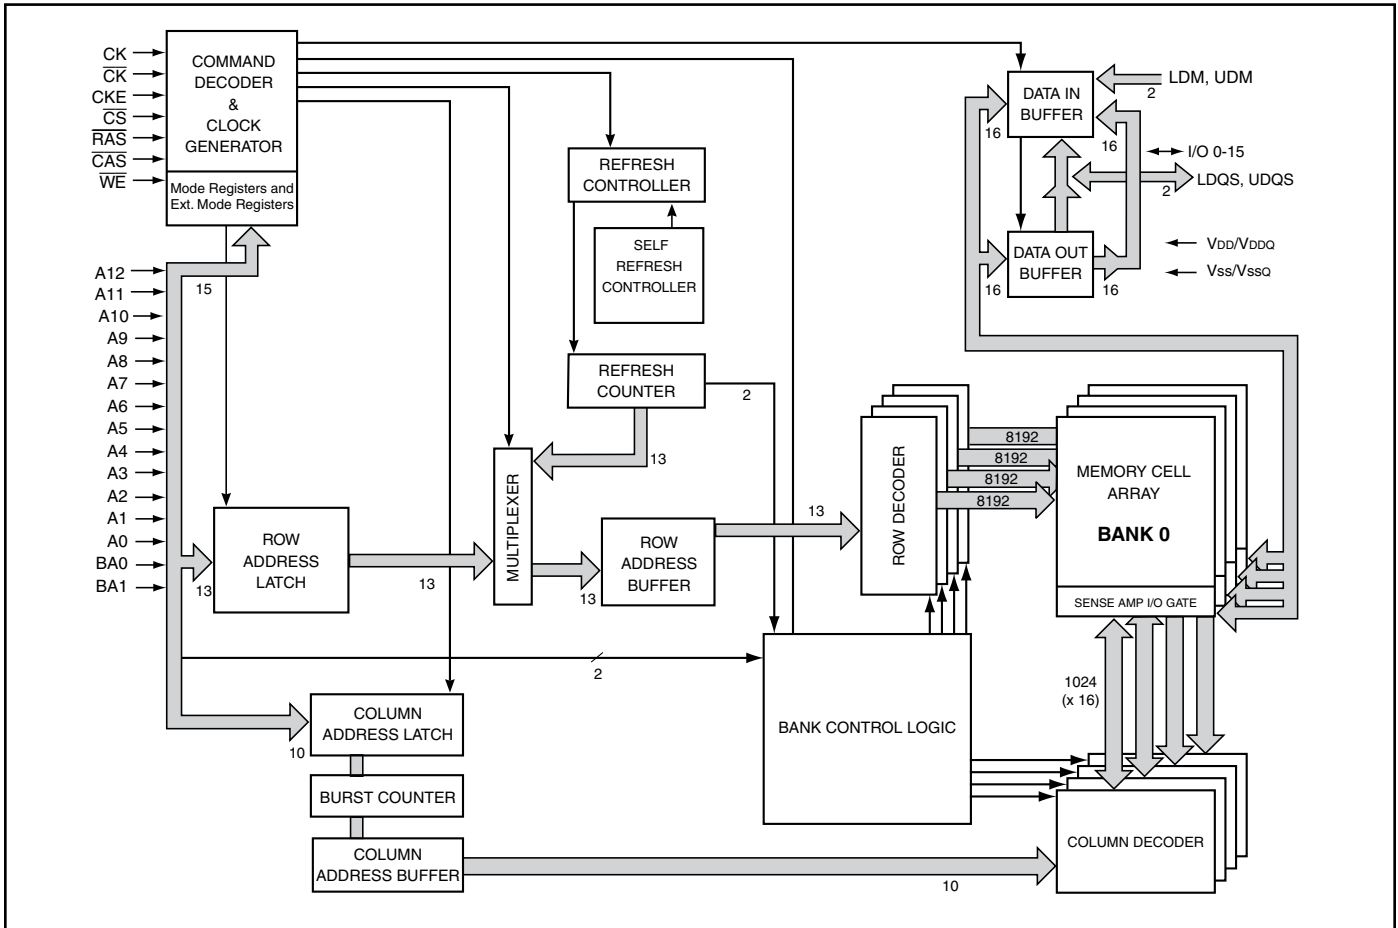 CK
C̅K̅
CKE
C̅S̅
R̅A̅S̅
C̅A̅S̅
W̅E̅
COMMAND
DECODER
&
CLOCK
GENERATOR
Mode Registers and
Ext. Mode Registers
A12
A11
A10
A9
A8
A7
A6
A5
A4
A3
A2
A1
A0
BA0
BA1
15
13
ROW
ADDRESS
LATCH
13
REFRESH
CONTROLLER
SELF
REFRESH
CONTROLLER
REFRESH
COUNTER
2
13
MULTIPLEXER
13
ROW
ADDRESS
BUFFER
13
2
10
COLUMN
ADDRESS LATCH
BURST COUNTER
COLUMN
ADDRESS BUFFER
10
BANK CONTROL LOGIC
ROW DECODER
8192
8192
8192
8192
MEMORY CELL
ARRAY
BANK 0
SENSE AMP I/O GATE
1024
(x 16)
COLUMN DECODER
DATA IN
BUFFER
LDM, UDM
2
16
16
I/O 0-15
LDQS, UDQS
2
DATA OUT
BUFFER
16
16
VDD/VDDQ
Vss/VssQ